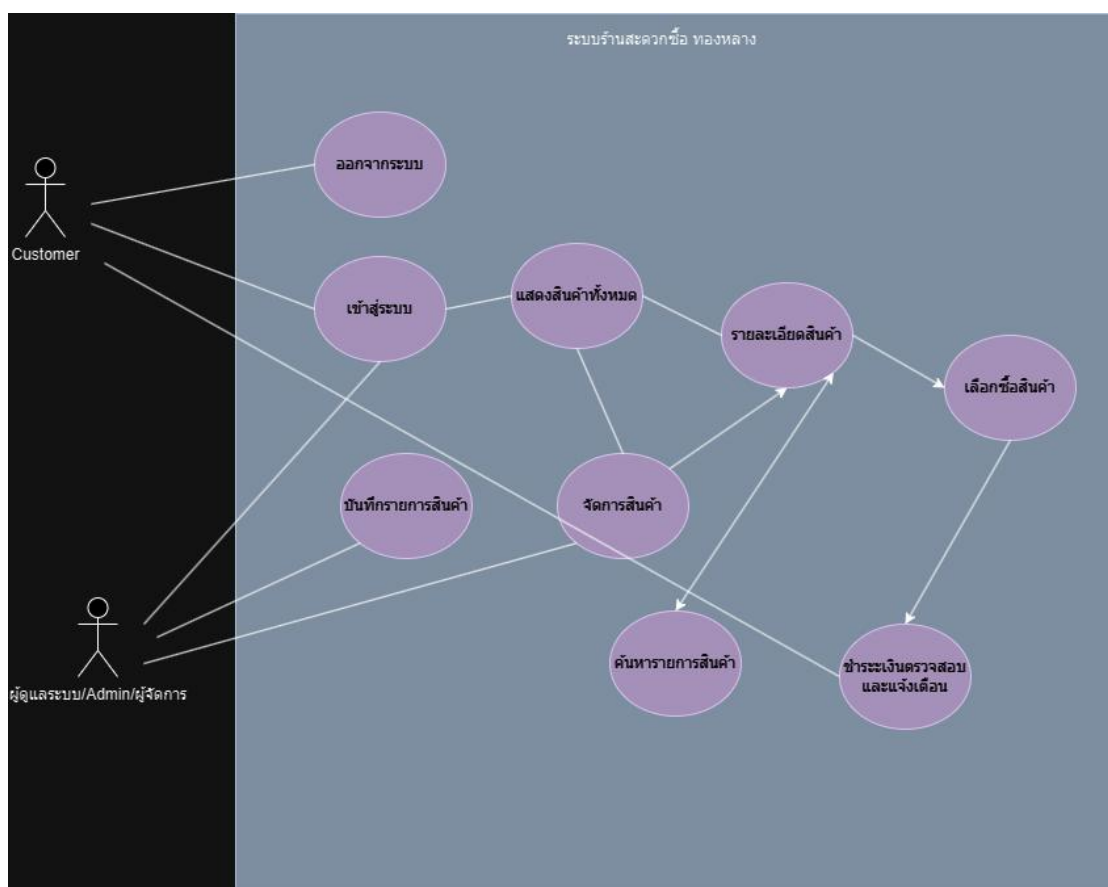 ระบบร้านสะดวกซื้อ ทองหลาง
ออกจากระบบ
Customer
เข้าสู่ระบบ
แสดงสินค้าทั้งหมด
รายละเอียดสินค้า
เลือกซื้อสินค้า
บันทึกรายการสินค้า
จัดการสินค้า
ค้นหารายการสินค้า
ชำระะเงินตรวจสอบ
และแจ้งเตือน
ผู้ดูแลระบบ/Admin/ผู้จัดการ